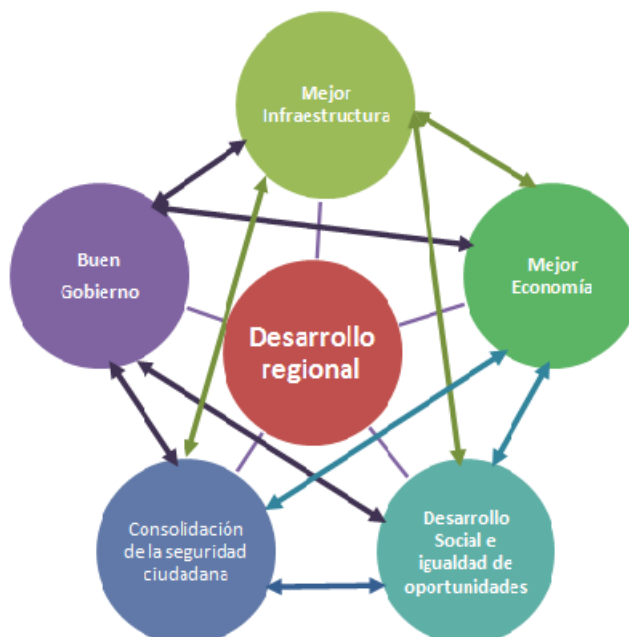 Mejor
Infraestructura
Buen
Gobierno
Mejor
Economía
Desarrollo
regional
Consolidación
de la seguridad
ciudadana
Desarrollo
Social e
igualdad de
oportunidades